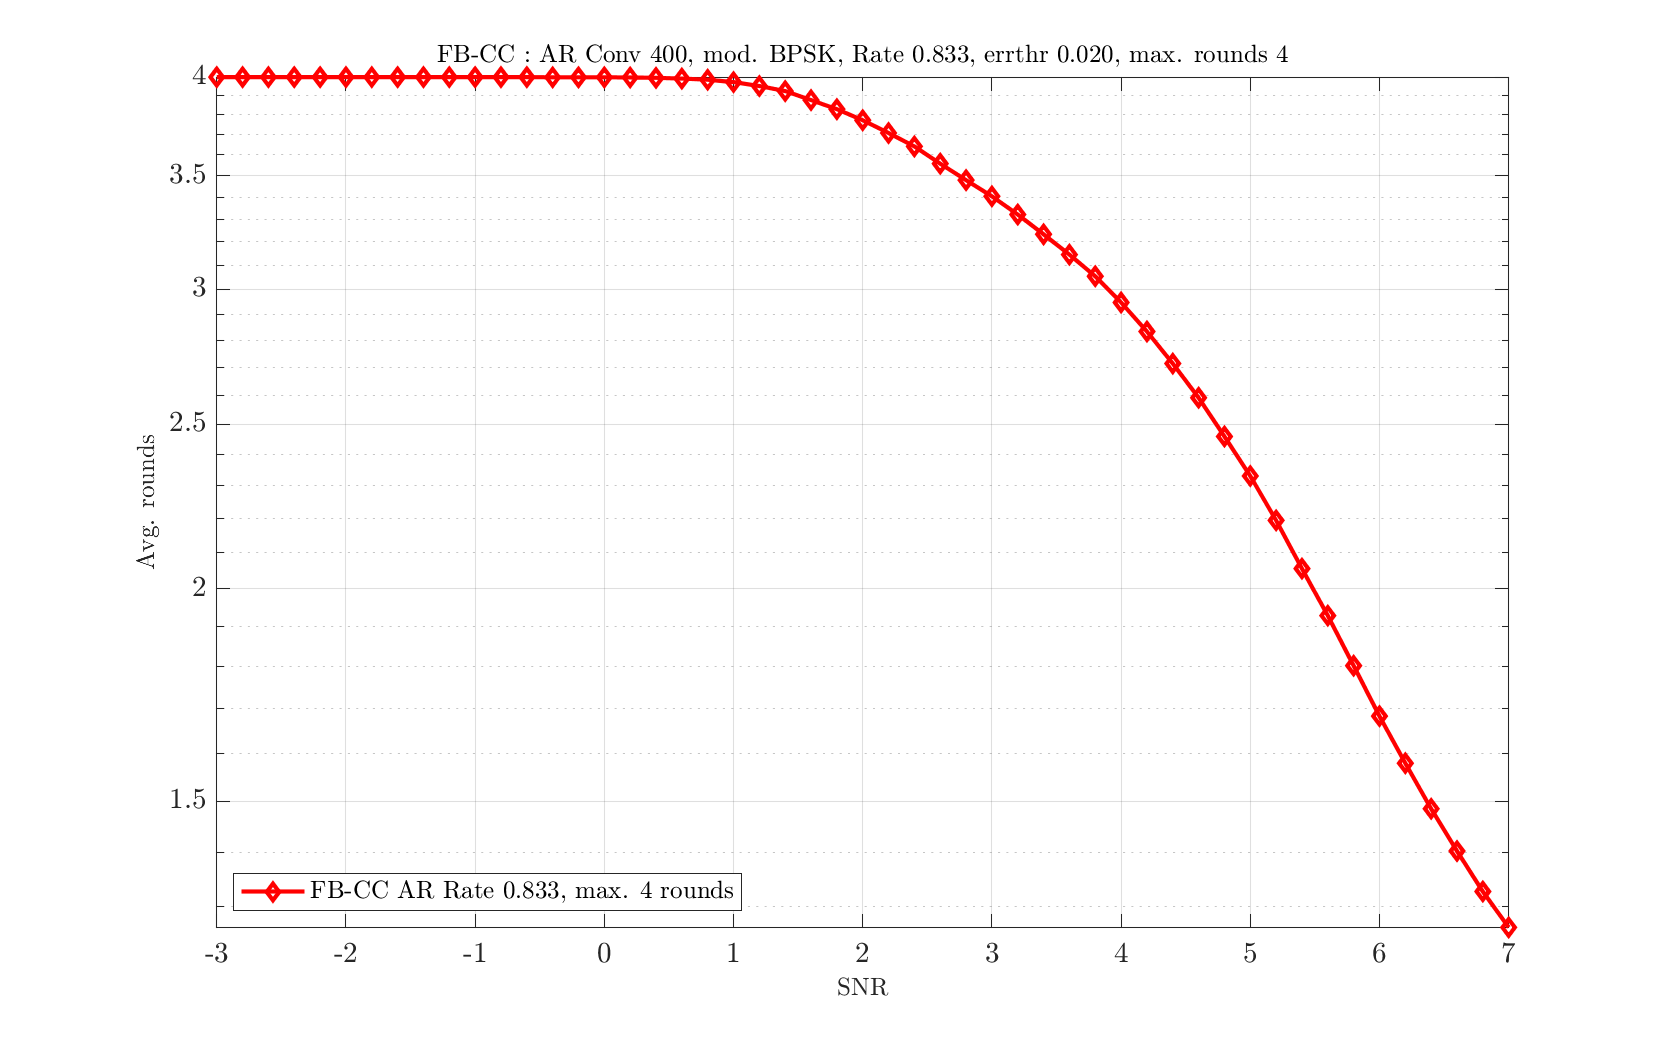 FB-CC : AR Conv 400, mod. BPSK, Rate 0.833, errthr 0.020, max. rounds 4
4
3.5
3
2.5
2
1.5
Avg. rounds
FB-CC AR Rate 0.833, max. 4 rounds
-3 -2 -1 0 1 2 3 4 5 6 7
SNR